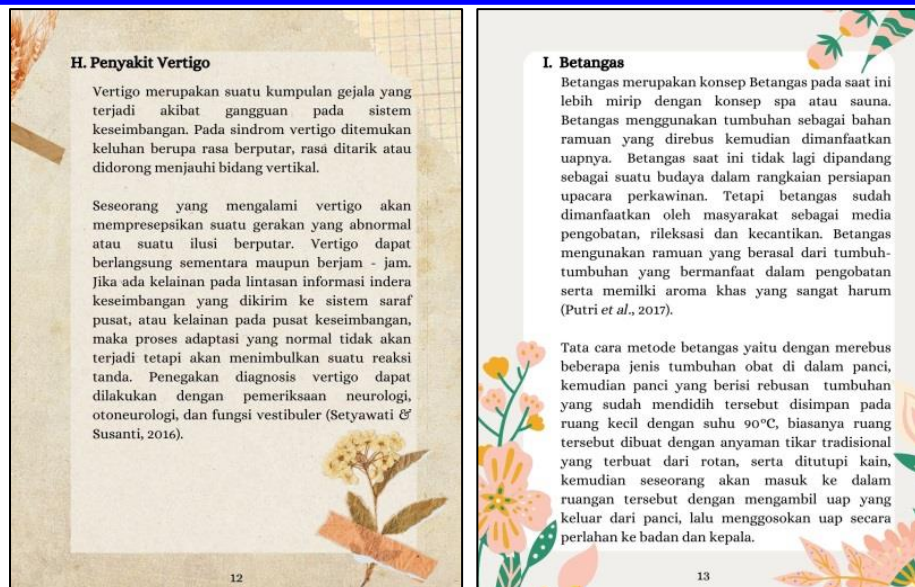 H. Penyakit Vertigo
Vertigo merupakan suatu kumpulan gejala yang
terjadi akibat gangguan pada sistem
keseimbangan. Pada sindrom vertigo ditemukan
keluhan berupa rasa berputar, rasa ditarik atau
didorong menjauhi bidang vertikal.
Seseorang yang mengalami vertigo akan
mempresepsikan suatu gerakan yang abnormal
atau suatu ilusi berputar. Vertigo dapat
berlangsung sementara maupun berjam - jam.
Jika ada kelainan pada lintasan informasi indera
keseimbangan yang dikirim ke sistem saraf
pusat, atau kelainan pada pusat keseimbangan,
maka proses adaptasi yang normal tidak akan
terjadi tetapi akan menimbulkan suatu reaksi
tanda. Penegakan diagnosis vertigo dapat
dilakukan dengan pemeriksaan neurologi,
otoneurologi, dan fungsi vestibuler (Setyawati &
Susanti, 2016).
12
I. Betangas
Betangas merupakan konsep Betangas pada saat ini
lebih mirip dengan konsep spa atau sauna.
Betangas menggunakan tumbuhan sebagai bahan
ramuan yang direbus kemudian dimanfaatkan
uapnya. Betangas saat ini tidak lagi dipandang
sebagai suatu budaya dalam rangkaian persiapan
upacara perkawinan. Tetapi betangas sudah
dimanfaatkan oleh masyarakat sebagai media
pengobatan, rileksasi dan kecantikan. Betangas
mengunakan ramuan yang berasal dari tumbuh-
tumbuhan yang bermanfaat dalam pengobatan
serta memilki aroma khas yang sangat harum
(Putri et al., 2017).
Tata cara metode betangas yaitu dengan merebus
beberapa jenis tumbuhan obat di dalam panci,
kemudian panci yang berisi rebusan tumbuhan
yang sudah mendidih tersebut disimpan pada
ruang kecil dengan suhu 90°C, biasanya ruang
tersebut dibuat dengan anyaman tikar tradisional
yang terbuat dari rotan, serta ditutupi kain,
kemudian seseorang akan masuk ke dalam
ruangan tersebut dengan mengambil uap yang
keluar dari panci, lalu menggosokan uap secara
perlahan ke badan dan kepala.
13